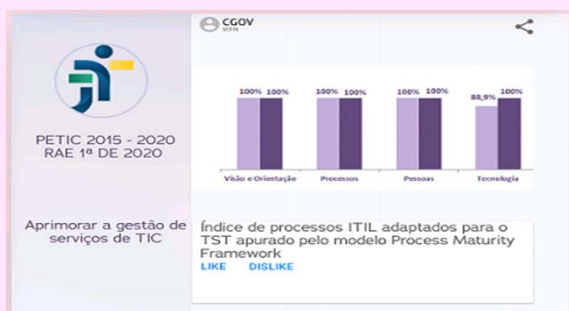 CGOV
SETIN
PETIC 2015 - 2020
RAE 1ª DE 2020
100% 100% 100% 100% 100% 100% 88,9% 100%
Visão e Orientação Processos Pessoas Tecnologia
Aprimorar a gestão de
serviços de TIC
Índice de processos ITIL adaptados para o
TST apurado pelo modelo Process Maturity
Framework
LIKE DISLIKE